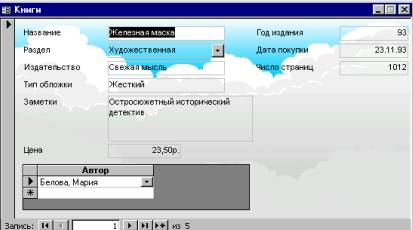 Книги
Название Железная маска Год издания 93
Раздел Художественная Дата покупки 23.11.93
Издательство Свежая мысль Число страниц 1012
Тип обложки Жесткий
Заметки Остросюжетный исторический
детектив
Цена 23,50р.
Автор
Белова, Мария
Запись: 1 из 5